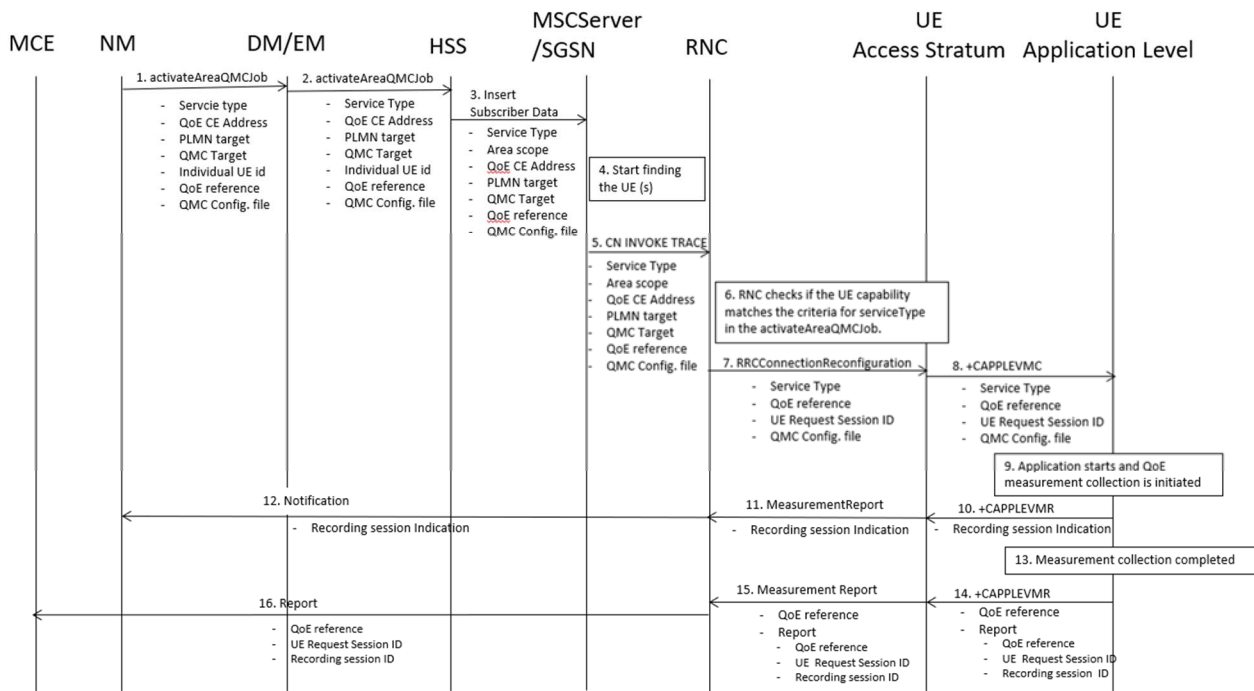 MCE
NM
DM/EM
HSS
MSCServer
/SGSN
RNC
UE
Access Stratum
UE
Application Level
1. activateAreaQMCJob
- Servcie type
- QoE CE Address
- PLMN target
- QMC Target
- Individual UE id
- QoE reference
- QMC Config. file
2. activateAreaQMCJob
- Service Type
- QoE CE Address
- PLMN target
- QMC Target
- Individual UE id
- QoE reference
- QMC Config. file
3. Insert
Subscriber Data
- Service Type
- Area scope
- QoE CE Address
- PLMN target
- QMC Target
- QoE reference
- QMC Config. file
4. Start finding
the UE (s)
5. CN INVOKE TRACE
- Service Type
- Area scope
- QoE CE Address
- PLMN target
- QMC Target
- QoE reference
- QMC Config. file
6. RNC checks if the UE capability
matches the criteria for serviceType
in the activateAreaQMCJob.
7. RRCConnectionReconfiguration
- Service Type
- QoE reference
- UE Request Session ID
- QMC Config. file
8. +CAPPLEVMC
- Service Type
- QoE reference
- UE Request Session ID
- QMC Config. file
9. Application starts and QoE
measurement collection is initiated
10. +CAPPLEVMR
- Recording session Indication
11. MeasurementReport
- Recording session Indication
12. Notification
- Recording session Indication
13. Measurement collection completed
14. +CAPPLEVMR
- QoE reference
- Report
- QoE reference
- UE Request Session ID
- Recording session ID
15. Measurement Report
- QoE reference
- Report
- QoE reference
- UE Request Session ID
- Recording session ID
16. Report
- QoE reference
- UE Request Session ID
- Recording session ID